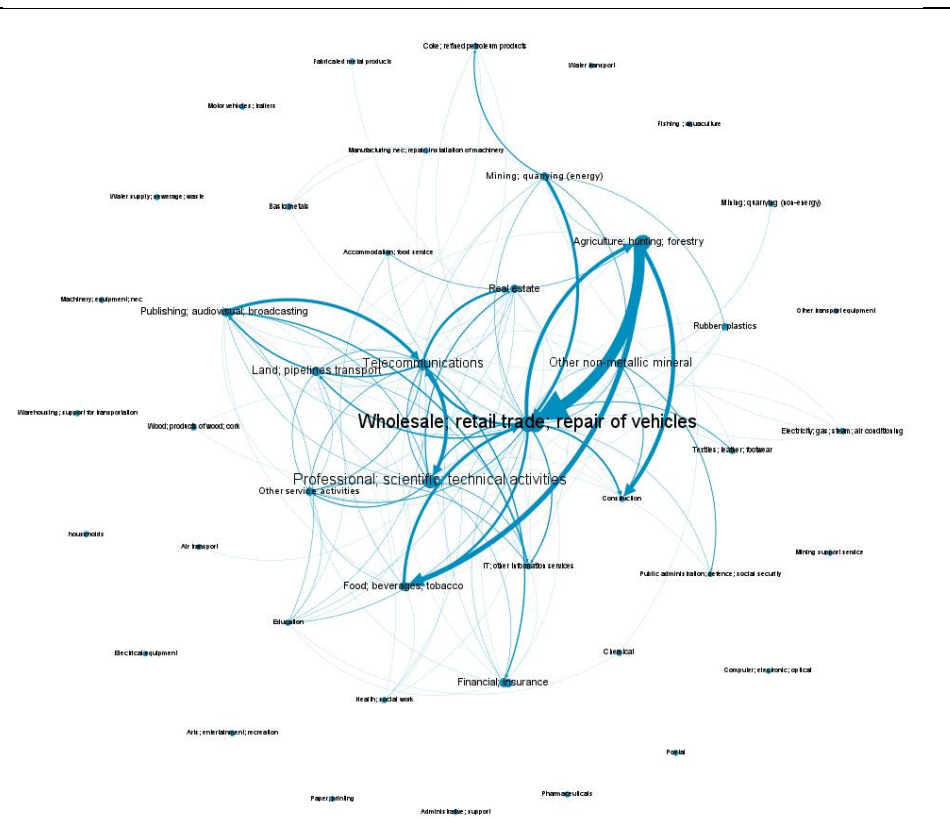 Coke; refined petroleum products
Fabricated metal products
Water transport
Motor vehicles; trailers
Fishing; aquaculture
Manufacturing nec; repair; installation of machinery
Mining; quarrying (energy)
Water supply; sewerage; waste
Basic metals
Mining; quarrying (non-energy)
Agriculture; hunting; forestry
Accommodation; food service
Real estate
Machinery; equipment; nec
Publishing; audiovisual; broadcasting
Other transport equipment
Rubber; plastics
Telecommunications
Other non-metallic mineral
Land; pipelines transport
Warehousing; support for transportation
Wholesale; retail trade; repair of vehicles
Wood; products of wood; cork
Electricity; gas; steam; air conditioning
Textiles; leather; footwear
Professional; scientific; technical activities
Other service activities
Construction
households
Air transport
Mining support service
IT; other information services
Public administration; defence; social security
Food; beverages; tobacco
Education
Electrical equipment
Chemical
Computer; electronic; optical
Financial; insurance
Health; social work
Arts; entertainment; recreation
Postal
Paper; printing
Pharmaceuticals
Administrative; support